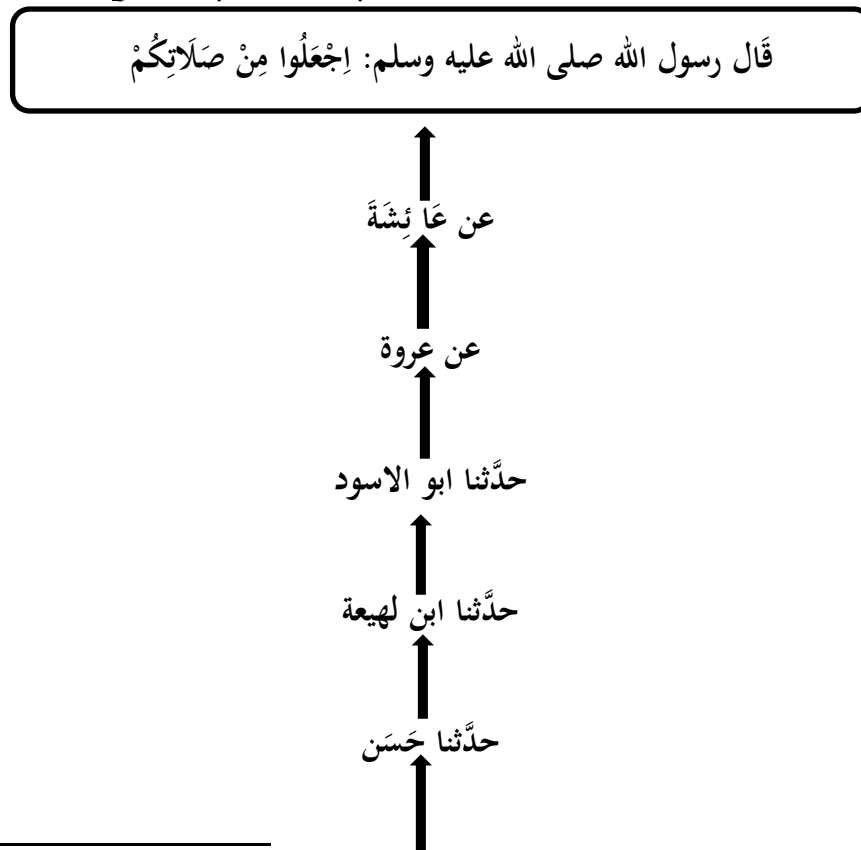 قَال رسول الله صلى الله عليه وسلم: اِجْعَلُوا مِنْ صَلَاتِكُمْ
عن عَا ئِشَةَ
عن عروة
حدَّثنا ابو الاسود
حدَّثنا ابن لهيعة
حدَّثنا حَسَن